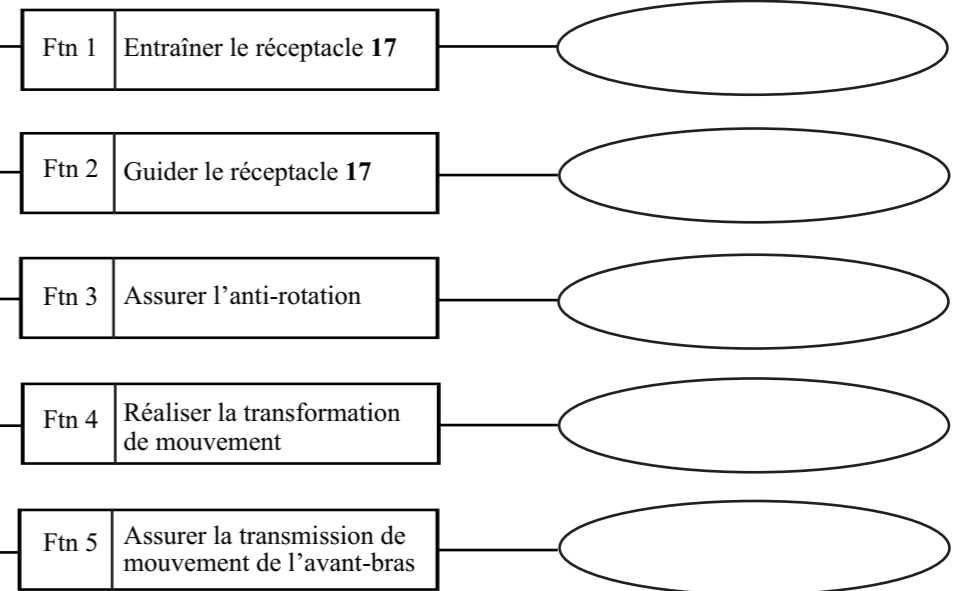 Ftn 1 Entraîner le réceptacle 17
Ftn 2 Guider le réceptacle 17
Ftn 3 Assurer l’anti-rotation
Ftn 4 Réaliser la transformation
de mouvement
Ftn 5 Assurer la transmission de
mouvement de l’avant-bras